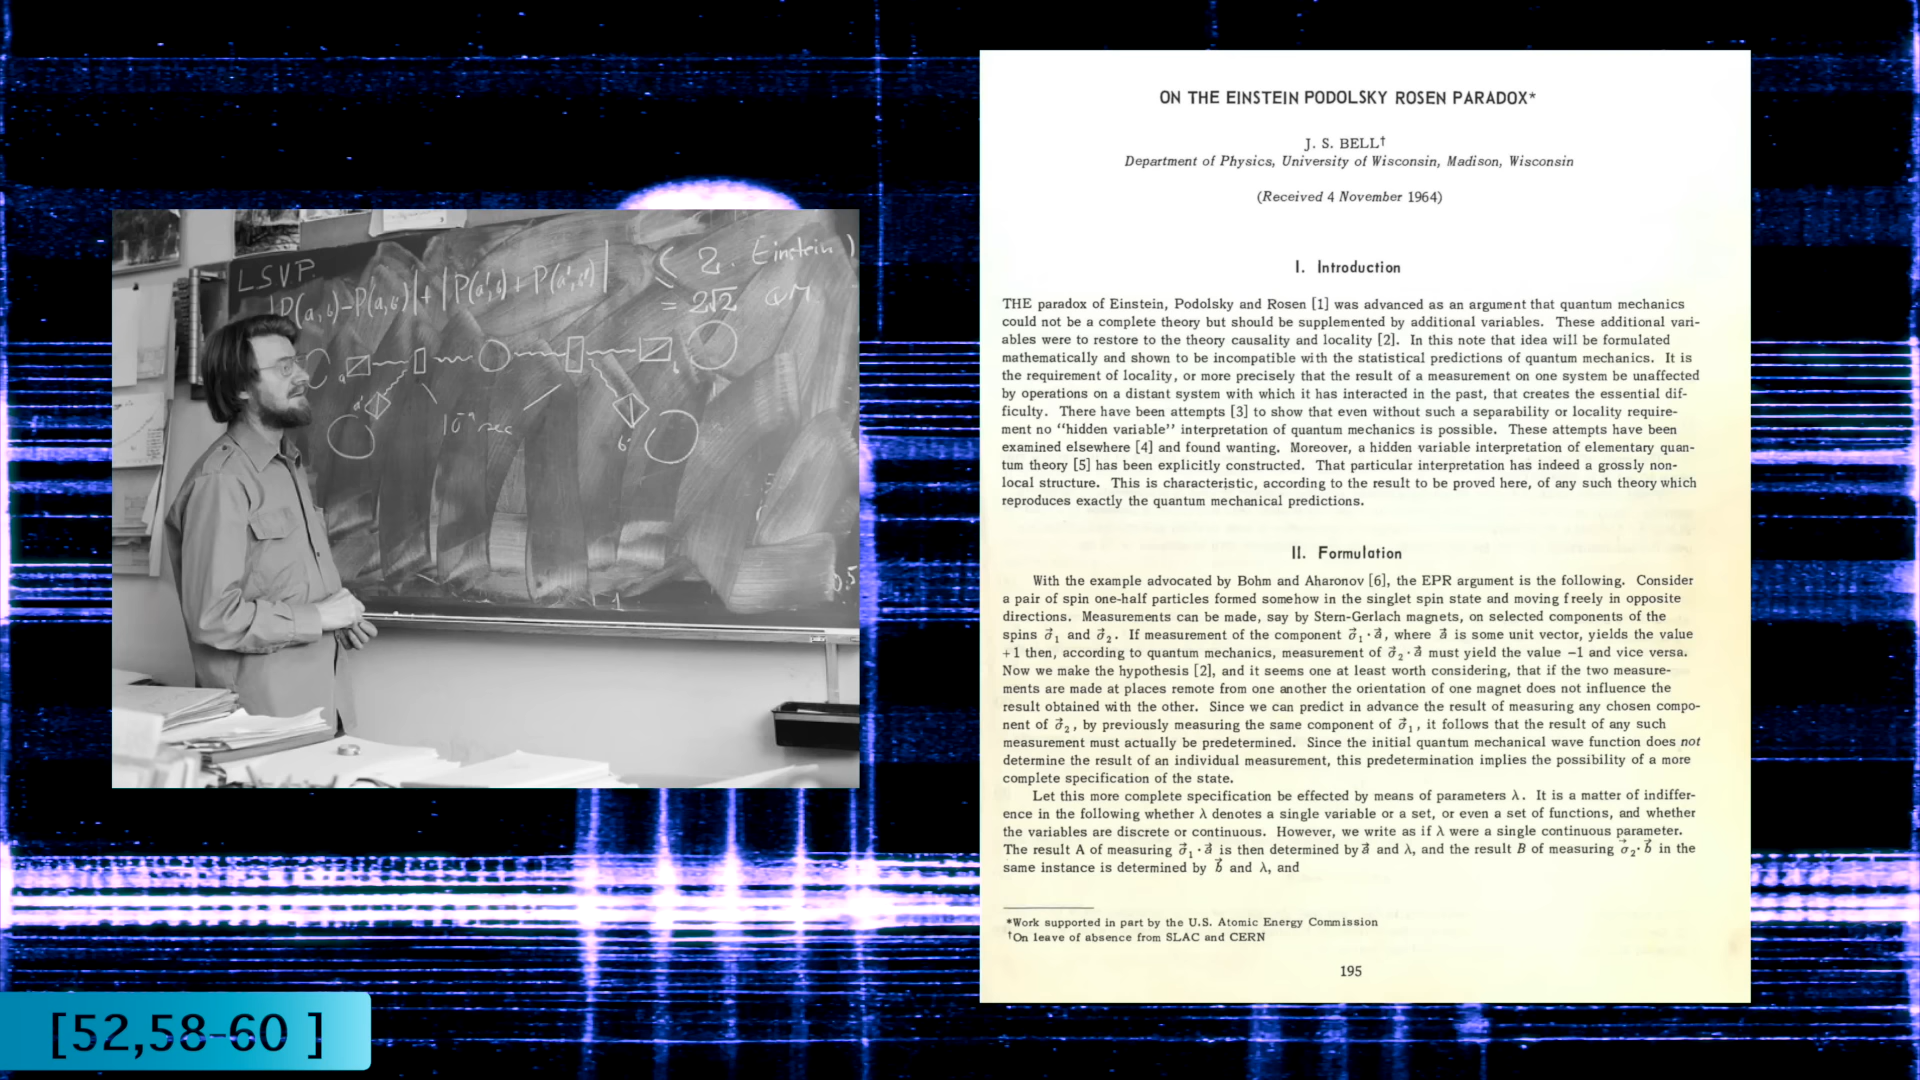 LSVP.
|P(a,b)-P(a,b')|+|P(a',b)+P(a',b')| < 2. Einstein)
= 2√2 QM
a
b
a'
10⁻⁹ sec
b'
ON THE EINSTEIN PODOLSKY ROSEN PARADOX*
J. S. BELL†
Department of Physics, University of Wisconsin, Madison, Wisconsin
(Received 4 November 1964)
I. Introduction
THE paradox of Einstein, Podolsky and Rosen [1] was advanced as an argument that quantum mechanics
could not be a complete theory but should be supplemented by additional variables. These additional vari-
ables were to restore to the theory causality and locality [2]. In this note that idea will be formulated
mathematically and shown to be incompatible with the statistical predictions of quantum mechanics. It is
the requirement of locality, or more precisely that the result of a measurement on one system be unaffected
by operations on a distant system with which it has interacted in the past, that creates the essential dif-
ficulty. There have been attempts [3] to show that even without such a separability or locality require-
ment no "hidden variable" interpretation of quantum mechanics is possible. These attempts have been
examined elsewhere [4] and found wanting. Moreover, a hidden variable interpretation of elementary quan-
tum theory [5] has been explicitly constructed. That particular interpretation has indeed a grossly non-
local structure. This is characteristic, according to the result to be proved here, of any such theory which
reproduces exactly the quantum mechanical predictions.
II. Formulation
With the example advocated by Bohm and Aharonov [6], the EPR argument is the following. Consider
a pair of spin one-half particles formed somehow in the singlet spin state and moving freely in opposite
directions. Measurements can be made, say by Stern-Gerlach magnets, on selected components of the
spins σ⃗₁ and σ⃗₂. If measurement of the component σ⃗₁·a⃗, where a⃗ is some unit vector, yields the value
+1 then, according to quantum mechanics, measurement of σ⃗₂·a⃗ must yield the value −1 and vice versa.
Now we make the hypothesis [2], and it seems one at least worth considering, that if the two measure-
ments are made at places remote from one another the orientation of one magnet does not influence the
result obtained with the other. Since we can predict in advance the result of measuring any chosen compo-
nent of σ⃗₂, by previously measuring the same component of σ⃗₁, it follows that the result of any such
measurement must actually be predetermined. Since the initial quantum mechanical wave function does not
determine the result of an individual measurement, this predetermination implies the possibility of a more
complete specification of the state.
Let this more complete specification be effected by means of parameters λ. It is a matter of indiffer-
ence in the following whether λ denotes a single variable or a set, or even a set of functions, and whether
the variables are discrete or continuous. However, we write as if λ were a single continuous parameter.
The result A of measuring σ⃗₁·a⃗ is then determined by a⃗ and λ, and the result B of measuring σ⃗₂·b⃗ in the
same instance is determined by b⃗ and λ, and
*Work supported in part by the U.S. Atomic Energy Commission
†On leave of absence from SLAC and CERN
195
[52,58-60 ]